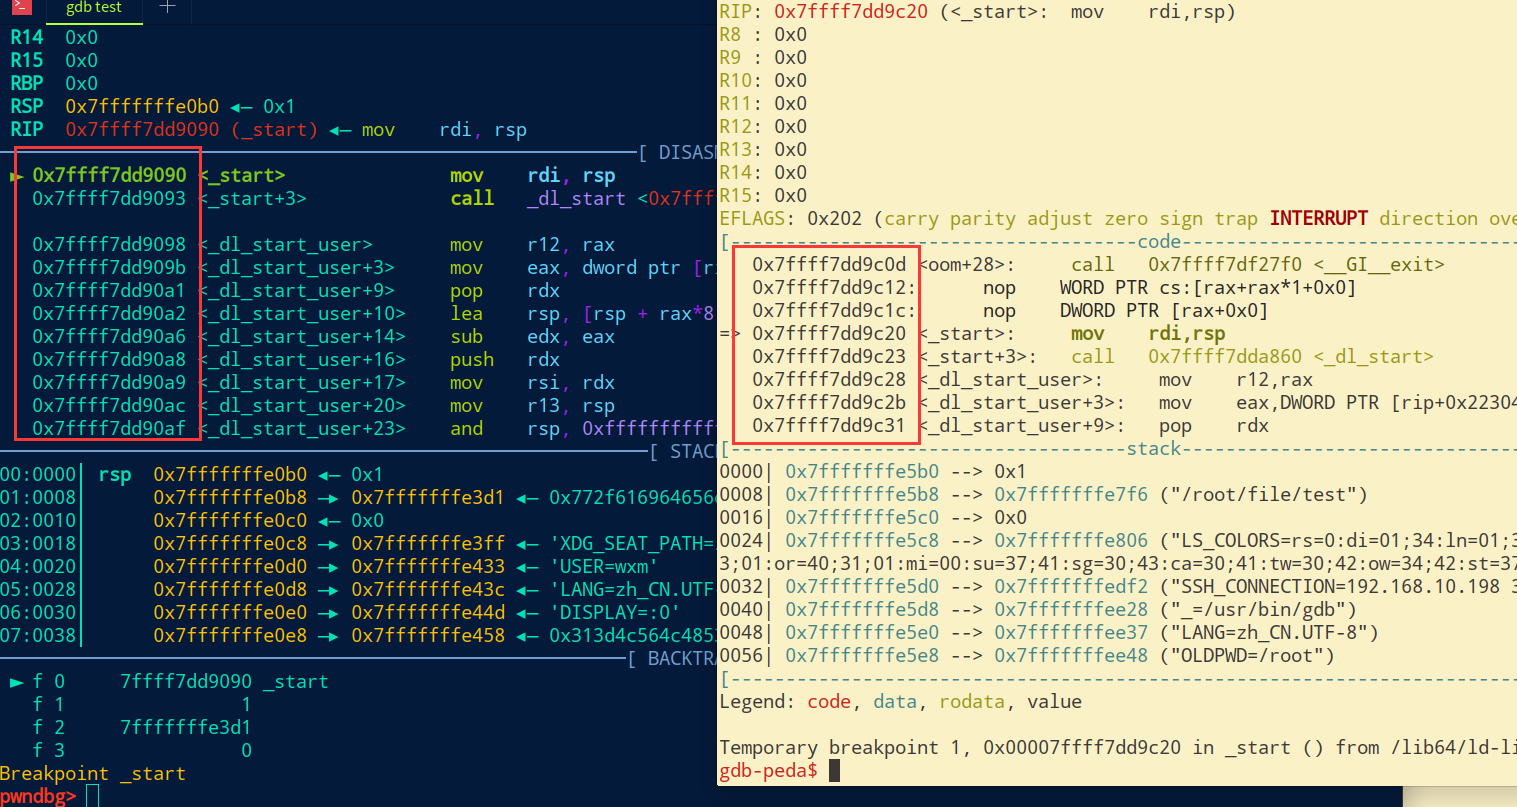 gdb test
R14 0x0
R15 0x0
RBP 0x0
RSP 0x7fffffffe0b0 ◂— 0x1
RIP 0x7ffff7dd9090 (_start) ◂— mov rdi, rsp
[ DISAS
► 0x7ffff7dd9090 <_start> mov rdi, rsp
0x7ffff7dd9093 <_start+3> call _dl_start <0x7fff
0x7ffff7dd9098 <_dl_start_user> mov r12, rax
0x7ffff7dd909b <_dl_start_user+3> mov eax, dword ptr [ri
0x7ffff7dd90a1 <_dl_start_user+9> pop rdx
0x7ffff7dd90a2 <_dl_start_user+10> lea rsp, [rsp + rax*8
0x7ffff7dd90a6 <_dl_start_user+14> sub edx, eax
0x7ffff7dd90a8 <_dl_start_user+16> push rdx
0x7ffff7dd90a9 <_dl_start_user+17> mov rsi, rdx
0x7ffff7dd90ac <_dl_start_user+20> mov r13, rsp
0x7ffff7dd90af <_dl_start_user+23> and rsp, 0xffffffffff
[ STACK
00:0000│ rsp 0x7fffffffe0b0 ◂— 0x1
01:0008│ 0x7fffffffe0b8 —▸ 0x7fffffffe3d1 ◂— 0x772f616964656
02:0010│ 0x7fffffffe0c0 ◂— 0x0
03:0018│ 0x7fffffffe0c8 —▸ 0x7fffffffe3ff ◂— 'XDG_SEAT_PATH=
04:0020│ 0x7fffffffe0d0 —▸ 0x7fffffffe433 ◂— 'USER=wxm'
05:0028│ 0x7fffffffe0d8 —▸ 0x7fffffffe43c ◂— 'LANG=zh_CN.UTF
06:0030│ 0x7fffffffe0e0 —▸ 0x7fffffffe44d ◂— 'DISPLAY=:0'
07:0038│ 0x7fffffffe0e8 —▸ 0x7fffffffe458 ◂— 0x313d4c564c485
[ BACKTRA
► f 0 7ffff7dd9090 _start
f 1 1
f 2 7fffffffe3d1
f 3 0
Breakpoint _start
pwndbg>
RIP: 0x7ffff7dd9c20 (<_start>: mov rdi,rsp)
R8 : 0x0
R9 : 0x0
R10: 0x0
R11: 0x0
R12: 0x0
R13: 0x0
R14: 0x0
R15: 0x0
EFLAGS: 0x202 (carry parity adjust zero sign trap INTERRUPT direction ove
[-------------------------------------code-------------------------------
0x7ffff7dd9c0d <oom+28>: call 0x7ffff7df27f0 <__GI__exit>
0x7ffff7dd9c12: nop WORD PTR cs:[rax+rax*1+0x0]
0x7ffff7dd9c1c: nop DWORD PTR [rax+0x0]
=> 0x7ffff7dd9c20 <_start>: mov rdi,rsp
0x7ffff7dd9c23 <_start+3>: call 0x7ffff7dda860 <_dl_start>
0x7ffff7dd9c28 <_dl_start_user>: mov r12,rax
0x7ffff7dd9c2b <_dl_start_user+3>: mov eax,DWORD PTR [rip+0x22304
0x7ffff7dd9c31 <_dl_start_user+9>: pop rdx
[------------------------------------stack-------------------------------
0000| 0x7fffffffe5b0 --> 0x1
0008| 0x7fffffffe5b8 --> 0x7fffffffe7f6 ("/root/file/test")
0016| 0x7fffffffe5c0 --> 0x0
0024| 0x7fffffffe5c8 --> 0x7fffffffe806 ("LS_COLORS=rs=0:di=01;34:ln=01;3
3;01:or=40;31;01:mi=00:su=37;41:sg=30;43:ca=30;41:tw=30;42:ow=34;42:st=37
0032| 0x7fffffffe5d0 --> 0x7fffffffedf2 ("SSH_CONNECTION=192.168.10.198 3
0040| 0x7fffffffe5d8 --> 0x7fffffffee28 ("_=/usr/bin/gdb")
0048| 0x7fffffffe5e0 --> 0x7fffffffee37 ("LANG=zh_CN.UTF-8")
0056| 0x7fffffffe5e8 --> 0x7fffffffee48 ("OLDPWD=/root")
[------------------------------------------------------------------------
Legend: code, data, rodata, value
Temporary breakpoint 1, 0x00007ffff7dd9c20 in _start () from /lib64/ld-li
gdb-peda$